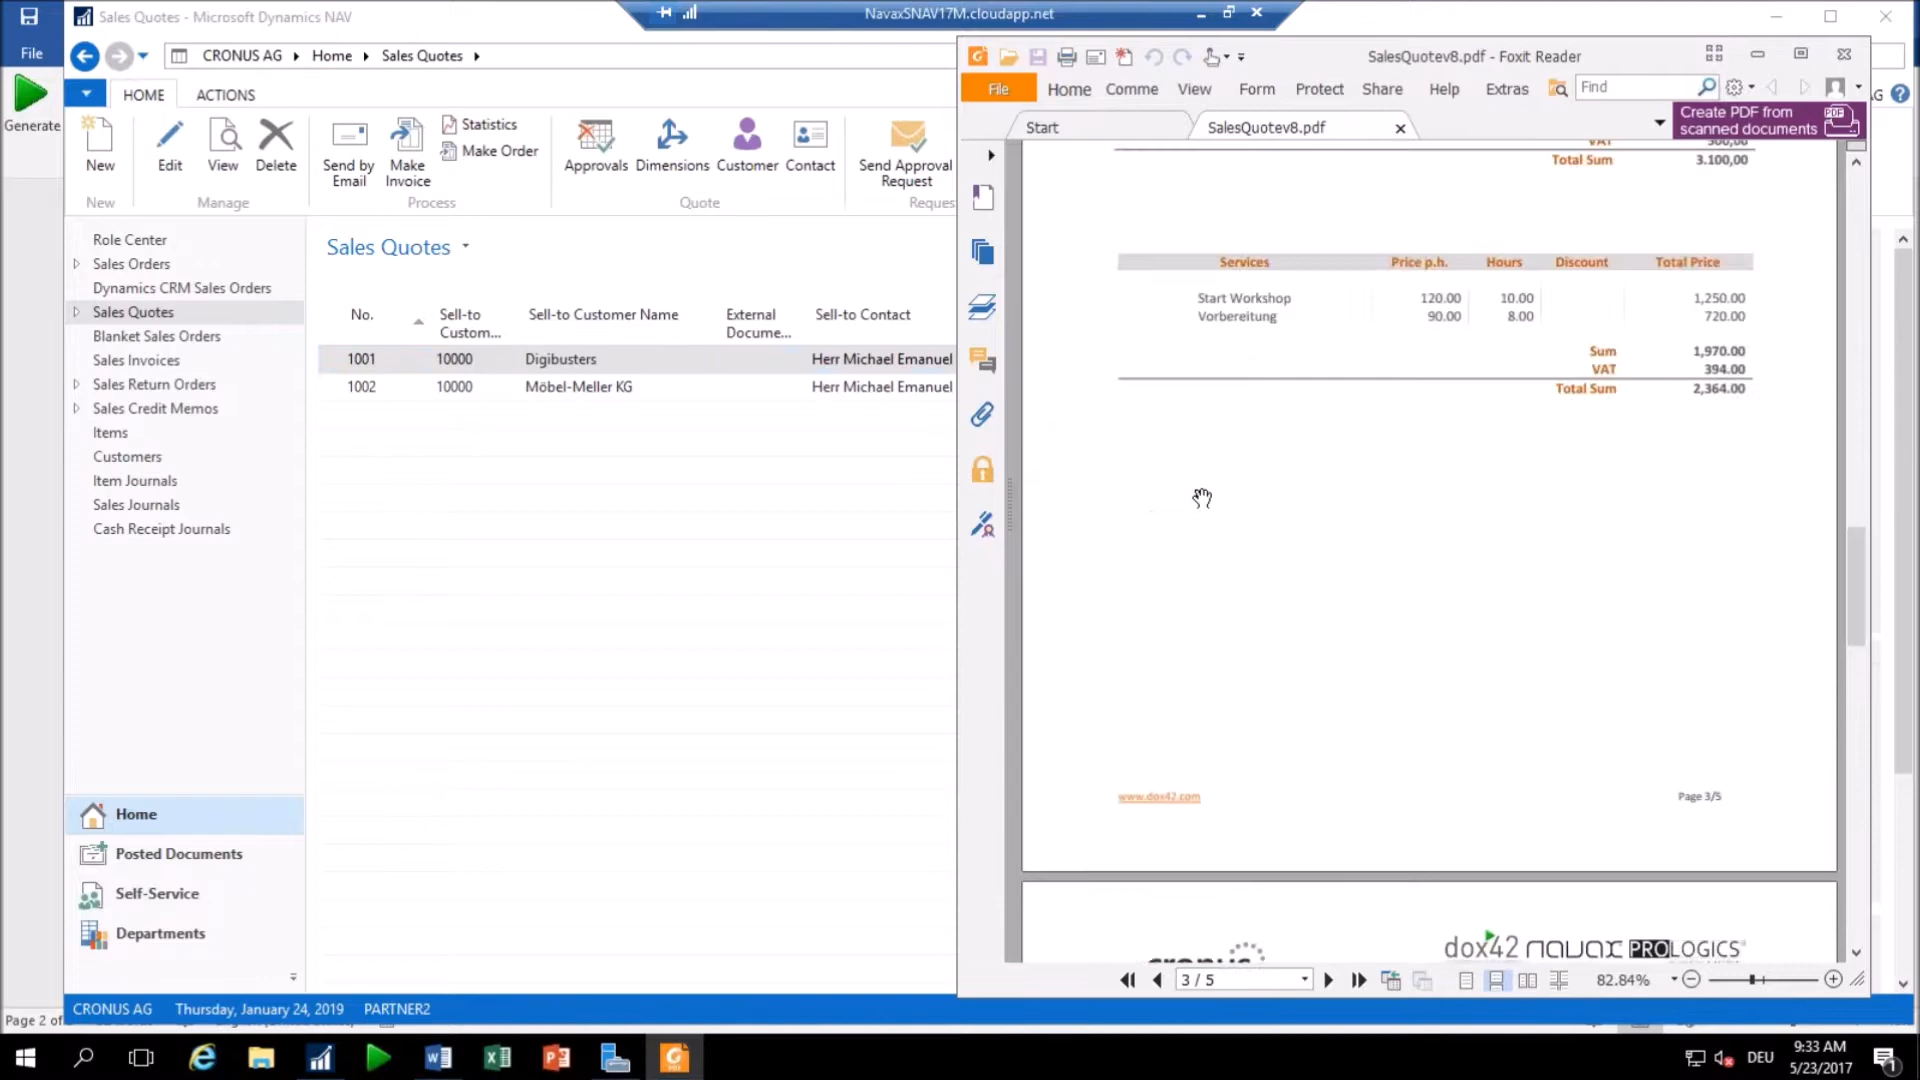 Sales Quotes - Microsoft Dynamics NAV
NavaxSNAV17M.cloudapp.net
File
CRONUS AG
Home
Sales Quotes
Generate
HOME
ACTIONS
New
Edit
View
Delete
Send by Email
Make Invoice
Statistics
Make Order
Approvals
Dimensions
Customer
Contact
Send Approval Request
New
Manage
Process
Quote
Reques
Role Center
Sales Orders
Dynamics CRM Sales Orders
Sales Quotes
Blanket Sales Orders
Sales Invoices
Sales Return Orders
Sales Credit Memos
Items
Customers
Item Journals
Sales Journals
Cash Receipt Journals
Home
Posted Documents
Self-Service
Departments
Sales Quotes
No. Sell-to Custom... Sell-to Customer Name External Docume... Sell-to Contact
1001 10000 Digibusters Herr Michael Emanuel
1002 10000 Möbel-Meller KG Herr Michael Emanuel
SalesQuotev8.pdf - Foxit Reader
File Home Comme View Form Protect Share Help Extras Find
Start
SalesQuotev8.pdf
Create PDF from scanned documents
PDF
VAT 500,00
Total Sum 3.100,00
Services Price p.h. Hours Discount Total Price
Start Workshop 120.00 10.00 1,250.00
Vorbereitung 90.00 8.00 720.00
Sum 1,970.00
VAT 394.00
Total Sum 2,364.00
www.dox42.com
Page 3/5
cronus
dox42 navax PROLOGICS
3 / 5
82.84%
CRONUS AG Thursday, January 24, 2019 PARTNER2
Page 2 of
DEU
9:33 AM
5/23/2017
1